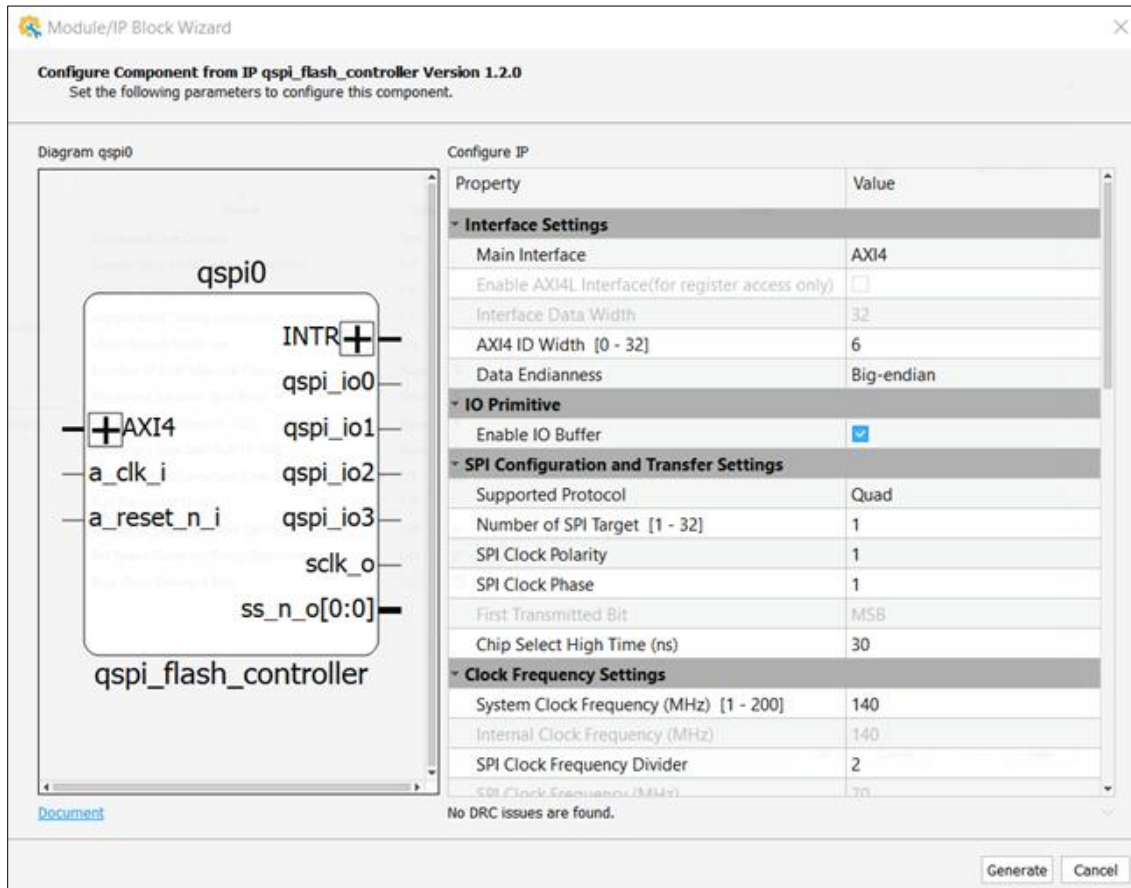 Module/IP Block Wizard
Configure Component from IP qspi_flash_controller Version 1.2.0
Set the following parameters to configure this component.
Diagram qspi0
qspi0
INTR
qspi_io0
AXI4 qspi_io1
a_clk_i qspi_io2
a_reset_n_i qspi_io3
sclk_o
ss_n_o[0:0]
qspi_flash_controller
Document
Configure IP
Property Value
Interface Settings
Main Interface AXI4
Enable AXI4L Interface(for register access only)
Interface Data Width 32
AXI4 ID Width [0 - 32] 6
Data Endianness Big-endian
IO Primitive
Enable IO Buffer
SPI Configuration and Transfer Settings
Supported Protocol Quad
Number of SPI Target [1 - 32] 1
SPI Clock Polarity 1
SPI Clock Phase 1
First Transmitted Bit MSB
Chip Select High Time (ns) 30
Clock Frequency Settings
System Clock Frequency (MHz) [1 - 200] 140
Internal Clock Frequency (MHz) 140
SPI Clock Frequency Divider 2
SPI Clock Frequency (MHz) 70
No DRC issues are found.
Generate Cancel